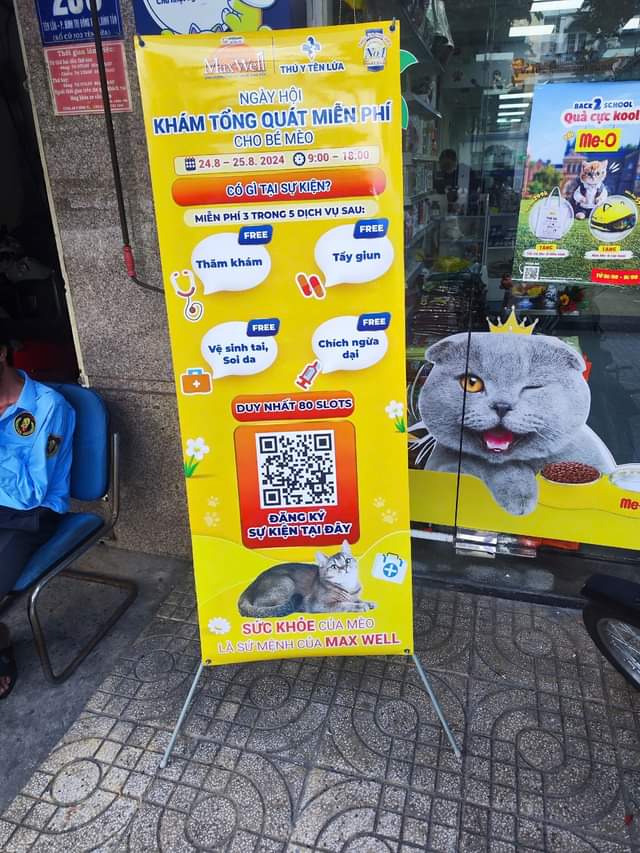 MaxWell
THÚ Y TÊN LỬA
No.1
NGÀY HỘI
KHÁM TỔNG QUÁT MIỄN PHÍ
CHO BÉ MÈO
24.8 – 25.8. 2024 9:00 – 18.00
CÓ GÌ TẠI SỰ KIỆN?
MIỄN PHÍ 3 TRONG 5 DỊCH VỤ SAU:
FREE
Thăm khám
FREE
Tẩy giun
FREE
Vệ sinh tai,
Soi da
FREE
Chích ngừa
dại
DUY NHẤT 80 SLOTS
ĐĂNG KÝ
SỰ KIỆN TẠI ĐÂY
SỨC KHỎE CỦA MÈO
LÀ SỨ MỆNH CỦA MAX WELL
BACK 2 SCHOOL
Quà cực kool
Me-O
TẶNG
TẶNG
Me-O